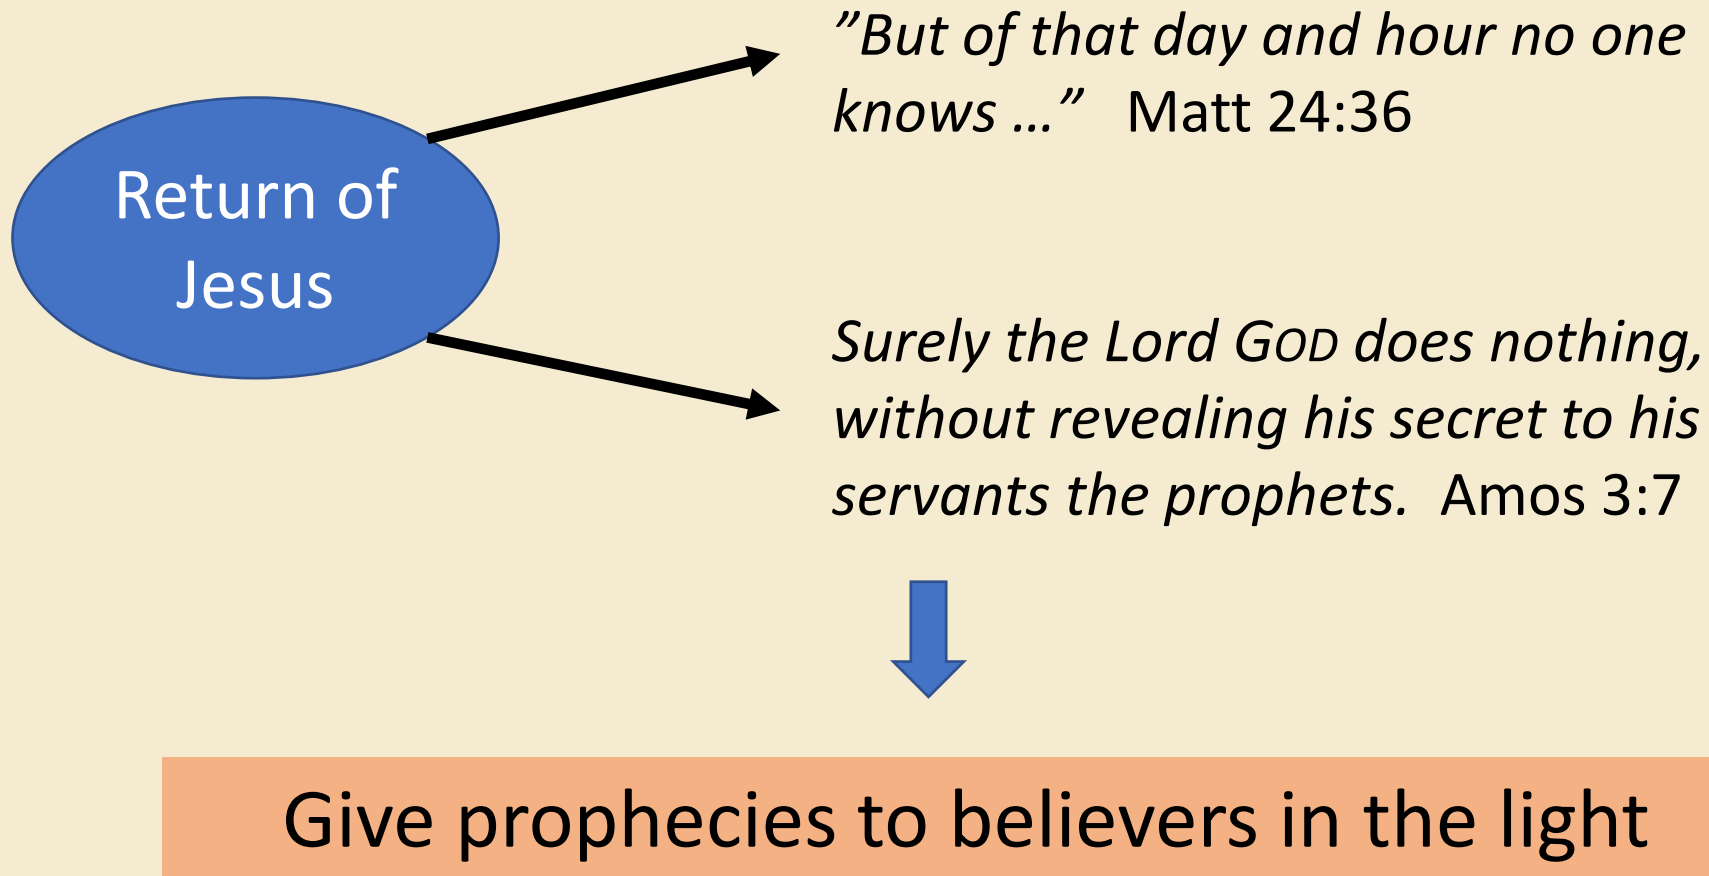 ”But of that day and hour no one
knows …” Matt 24:36
Return of
Jesus
Surely the Lord GOD does nothing,
without revealing his secret to his
servants the prophets. Amos 3:7
Give prophecies to believers in the light